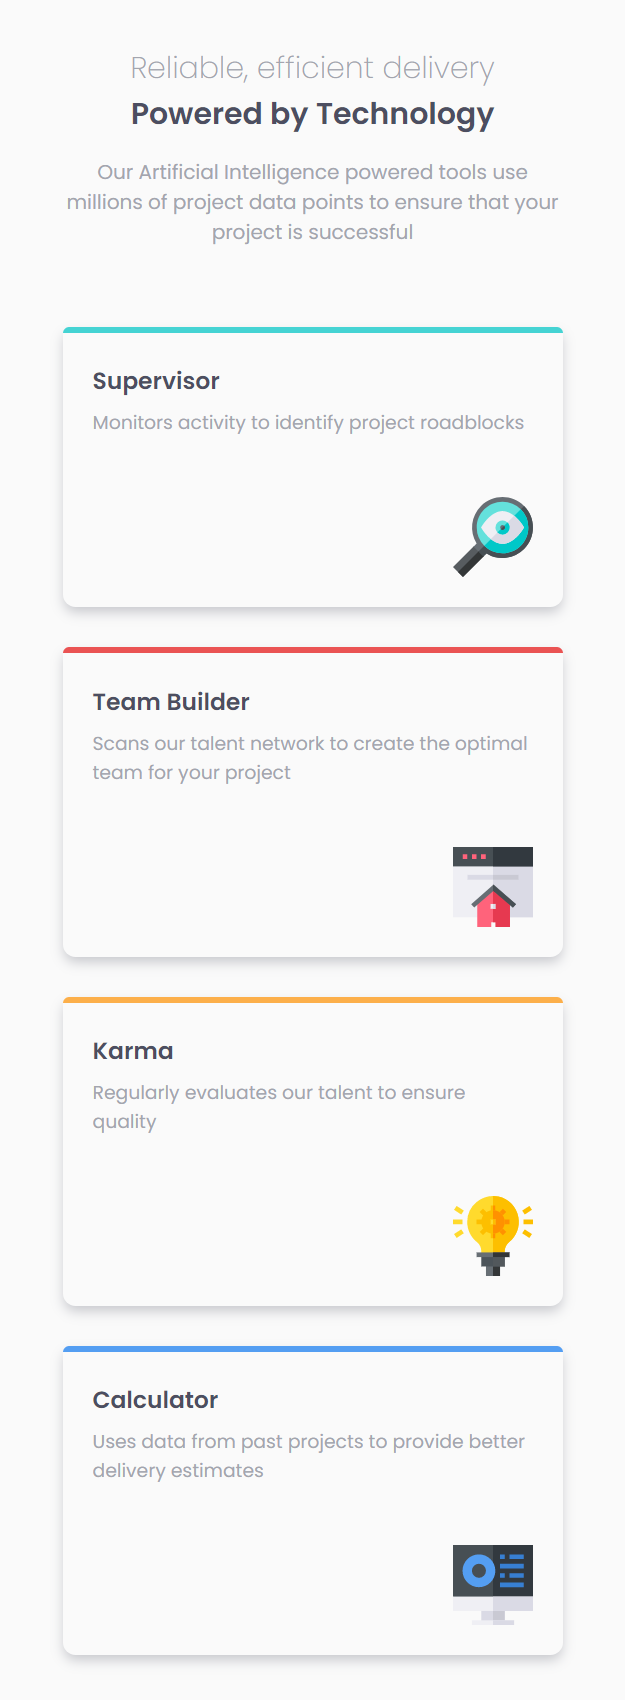 Reliable, efficient delivery
Powered by Technology
Our Artificial Intelligence powered tools use
millions of project data points to ensure that your
project is successful
Supervisor
Monitors activity to identify project roadblocks
Team Builder
Scans our talent network to create the optimal
team for your project
Karma
Regularly evaluates our talent to ensure
quality
Calculator
Uses data from past projects to provide better
delivery estimates